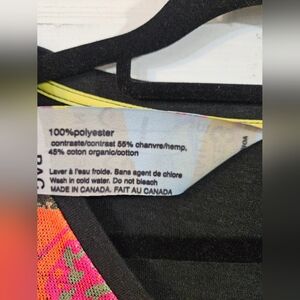 100%polyester
contraste/contrast 55% chanvre/hemp,
45% coton organic/cotton
Laver à l'eau froide. Sans agent de chlore
Wash in cold water. Do not bleach
MADE IN CANADA. FAIT AU CANADA